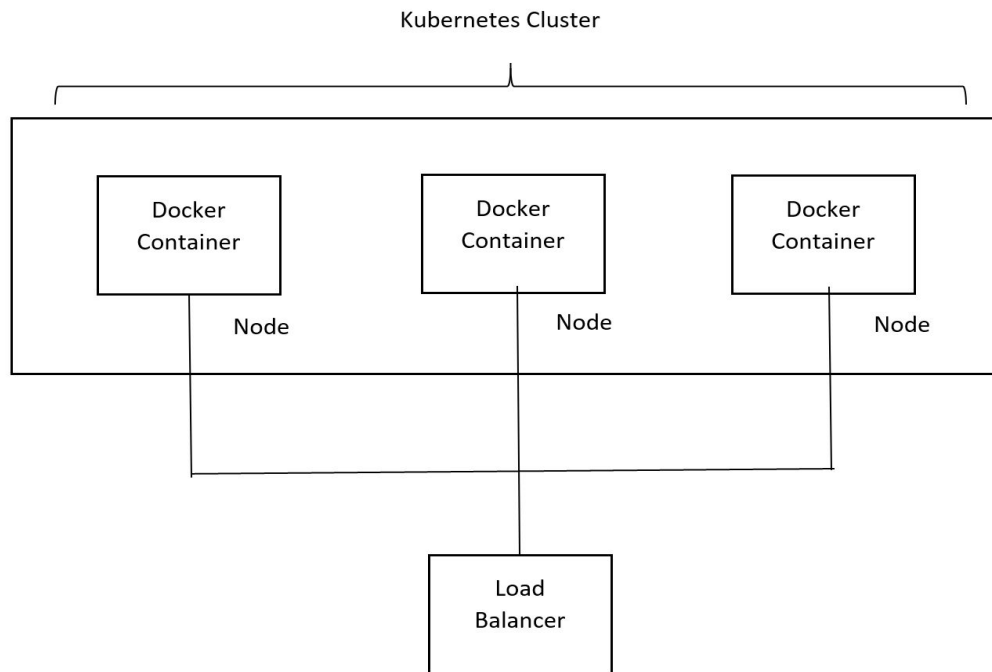 Kubernetes Cluster
Docker
Container
Node
Docker
Container
Node
Docker
Container
Node
Load
Balancer